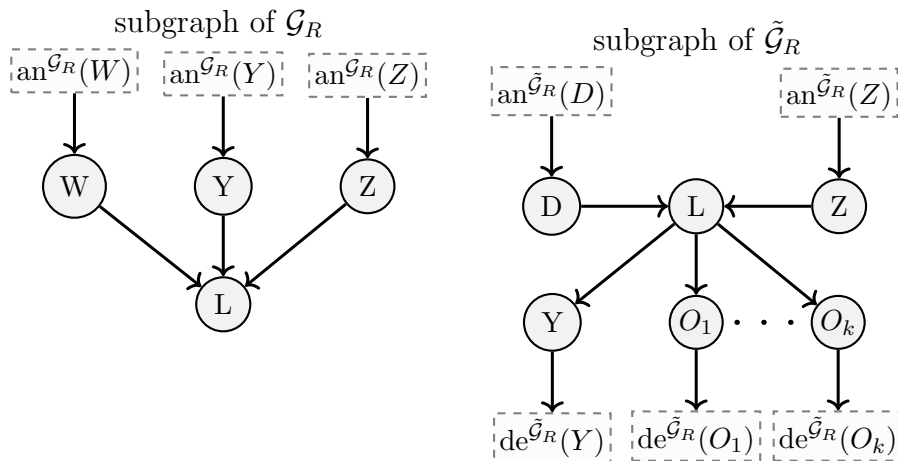 subgraph of 𝒢_R
an^{𝒢_R}(W) an^{𝒢_R}(Y) an^{𝒢_R}(Z)
W Y Z
L
subgraph of 𝒢̃_R
an^{𝒢̃_R}(D) an^{𝒢̃_R}(Z)
D L Z
Y O_1 · · · O_k
de^{𝒢̃_R}(Y) de^{𝒢̃_R}(O_1) de^{𝒢̃_R}(O_k)